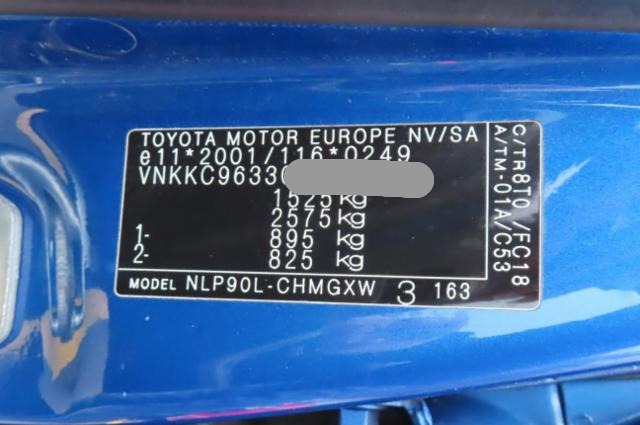 TOYOTA MOTOR EUROPE NV/SA
e11*2001/116*0249
VNKKC9633
1525 kg
2575 kg
1- 895 kg
2- 825 kg
MODEL NLP90L-CHMGXW 3 163
C/TR8T0 /FC18
A/TM-01A/C53